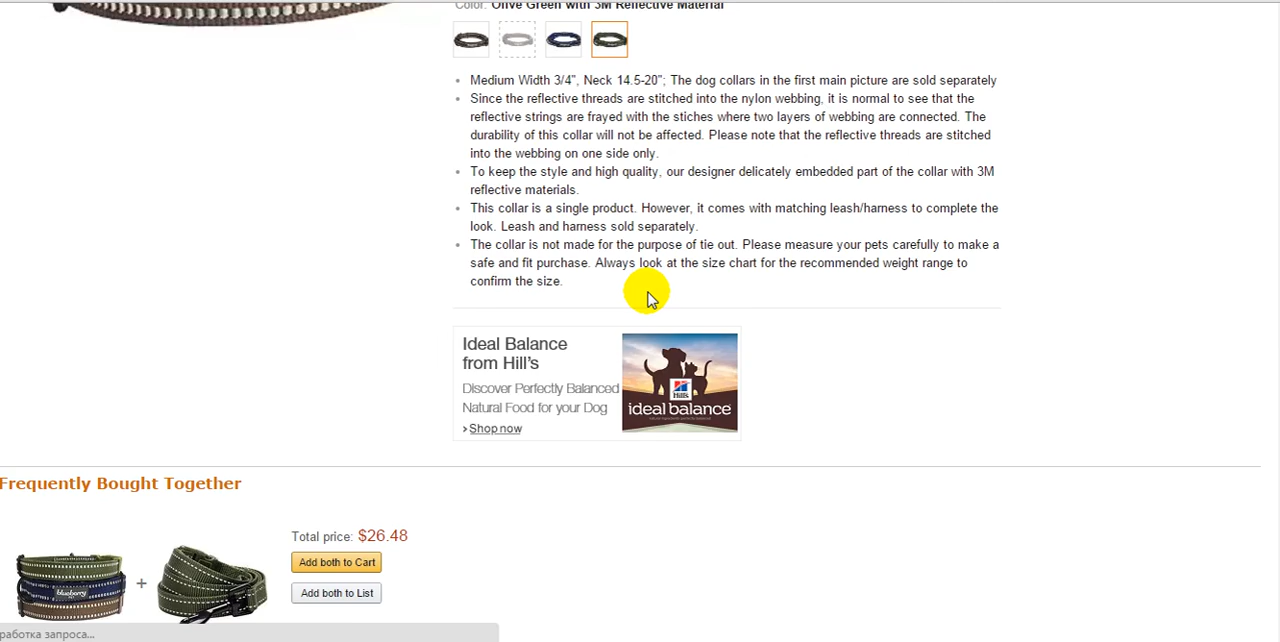 Color: Olive Green with 3M Reflective Material
Medium Width 3/4", Neck 14.5-20"; The dog collars in the first main picture are sold separately
Since the reflective threads are stitched into the nylon webbing, it is normal to see that the
reflective strings are frayed with the stiches where two layers of webbing are connected. The
durability of this collar will not be affected. Please note that the reflective threads are stitched
into the webbing on one side only.
To keep the style and high quality, our designer delicately embedded part of the collar with 3M
reflective materials.
This collar is a single product. However, it comes with matching leash/harness to complete the
look. Leash and harness sold separately.
The collar is not made for the purpose of tie out. Please measure your pets carefully to make a
safe and fit purchase. Always look at the size chart for the recommended weight range to
confirm the size.
Ideal Balance
from Hill's
Discover Perfectly Balanced
Natural Food for your Dog
› Shop now
Hill's
ideal balance
Frequently Bought Together
Total price: $26.48
Add both to Cart
+
blueberry
Add both to List
работка запроса...